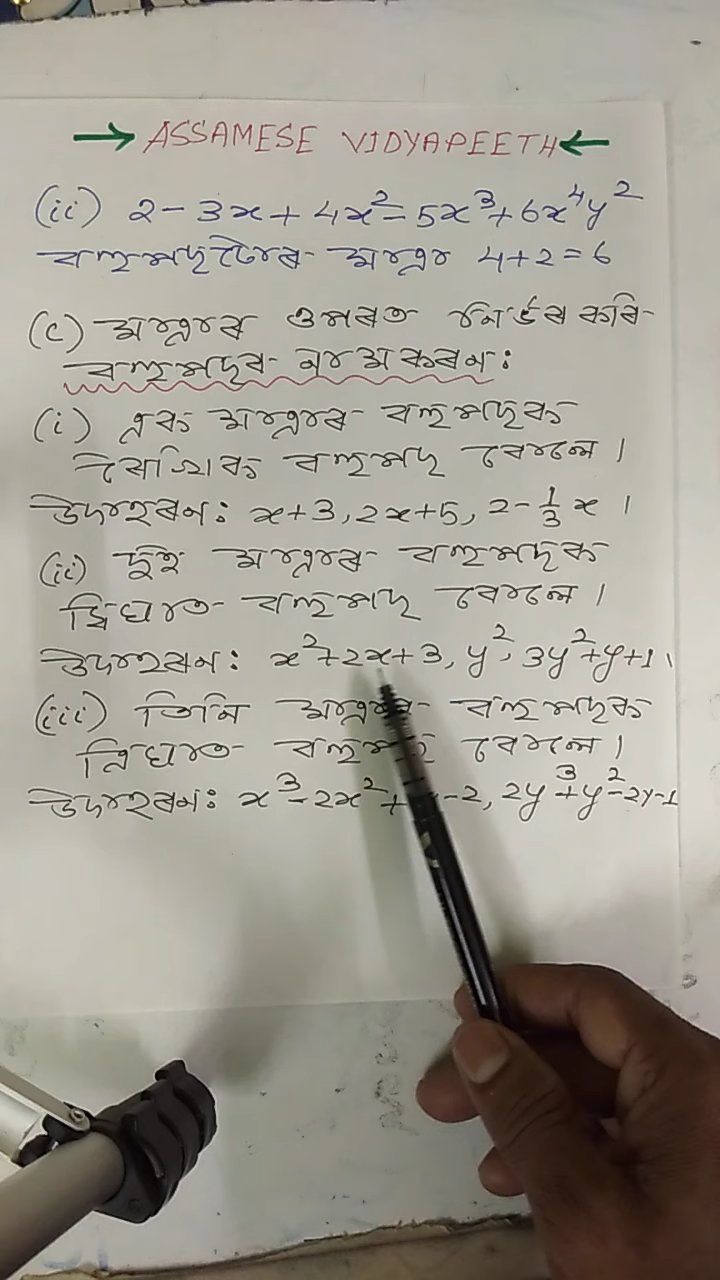 → ASSAMESE VIDYAPEETH ←
(ii) 2 - 3x + 4x² - 5x³ + 6x⁴y²
বহুপদটোৰ মাত্ৰা 4+2=6
(c) মাত্ৰাৰ ওপৰত নিৰ্ভৰ কৰি
বহুপদৰ নামাকৰণ:
(i) এক মাত্ৰাৰ বহুপদক
ৰৈখিক বহুপদ বোলে।
উদাহৰণ: x+3, 2x+5, 2-⅓x।
(ii) দুই মাত্ৰাৰ বহুপদক
দ্বিঘাত বহুপদ বোলে।
উদাহৰণ: x²+2x+3, y², 3y²+y+1।
(iii) তিনি মাত্ৰাৰ বহুপদক
ত্ৰিঘাত বহুপদ বোলে।
উদাহৰণ: x³-2x²+ -2, 2y³+y²-2y-1